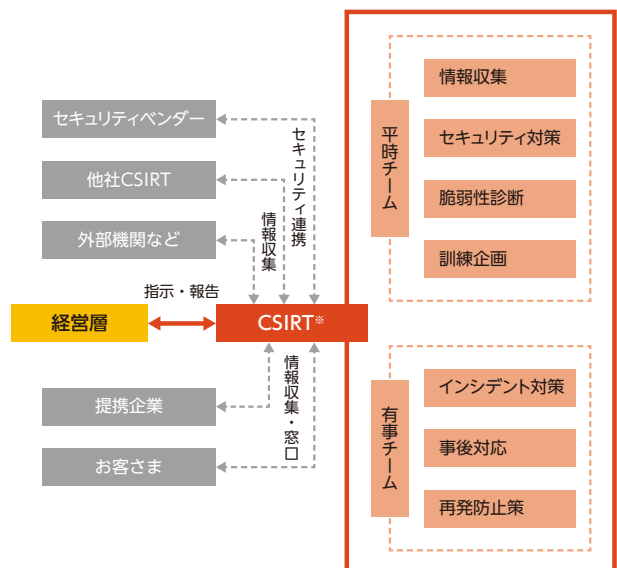 セキュリティベンダー
他社CSIRT
外部機関など
セキュリティ連携
情報収集
指示・報告
経営層
CSIRT※
情報収集・窓口
提携企業
お客さま
平時チーム
情報収集
セキュリティ対策
脆弱性診断
訓練企画
有事チーム
インシデント対策
事後対応
再発防止策